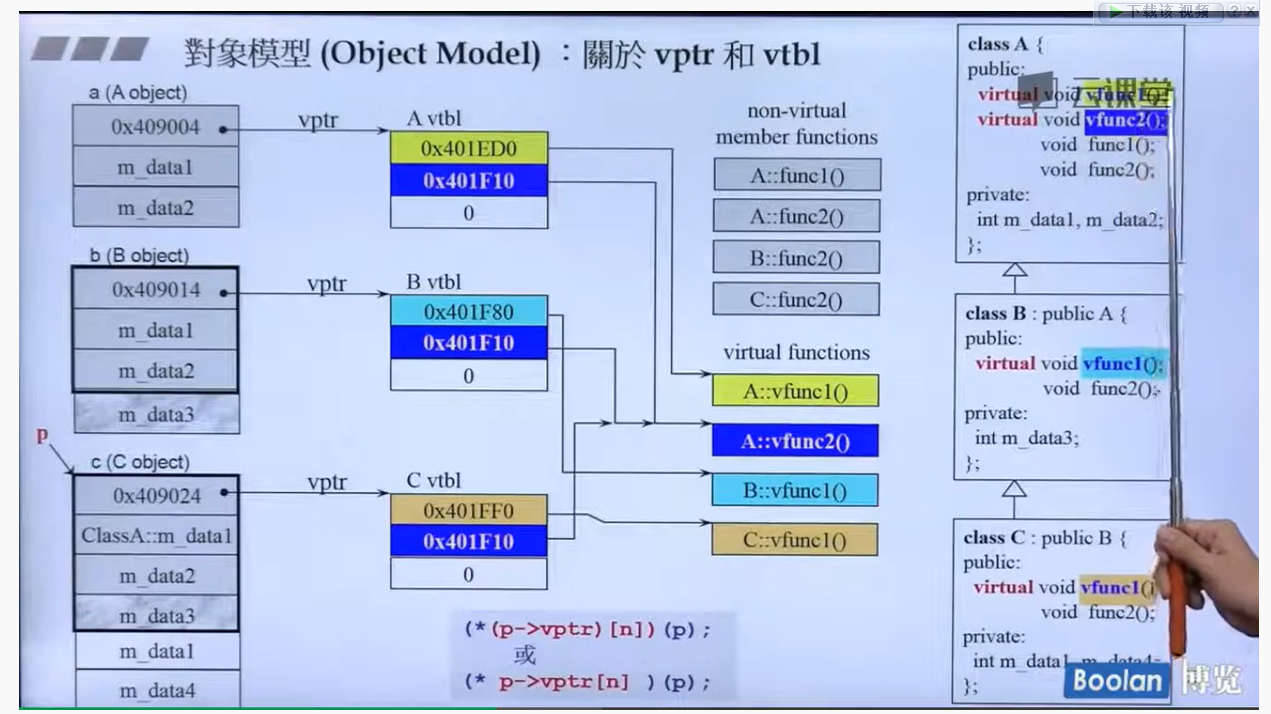 下载该 视频 ? ×
對象模型 (Object Model) ：關於 vptr 和 vtbl
a (A object)
0x409004
m_data1
m_data2
vptr
A vtbl
0x401ED0
0x401F10
0
b (B object)
0x409014
m_data1
m_data2
m_data3
vptr
B vtbl
0x401F80
0x401F10
0
p
c (C object)
0x409024
ClassA::m_data1
m_data2
m_data3
m_data1
m_data4
vptr
C vtbl
0x401FF0
0x401F10
0
(*(p->vptr)[n])(p);
或
(* p->vptr[n] )(p);
non-virtual
member functions
A::func1()
A::func2()
B::func2()
C::func2()
virtual functions
A::vfunc1()
A::vfunc2()
B::vfunc1()
C::vfunc1()
class A {
public:
virtual void vfunc1();
virtual void vfunc2();
void func1();
void func2();
private:
int m_data1, m_data2;
};
class B : public A {
public:
virtual void vfunc1();
void func2();
private:
int m_data3;
};
class C : public B {
public:
virtual void vfunc1()
void func2();
private:
int m_data1, m_data4;
};
云课堂
Boolan 博览